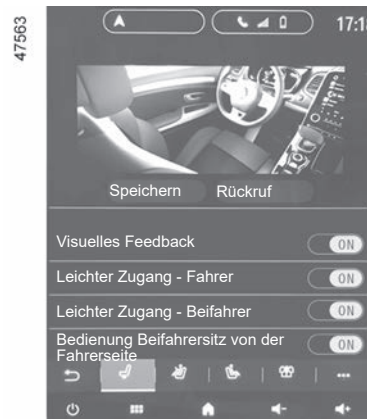 47563
17:18
Speichern Rückruf
Visuelles Feedback ON
Leichter Zugang - Fahrer ON
Leichter Zugang - Beifahrer ON
Bedienung Beifahrersitz von der
Fahrerseite ON